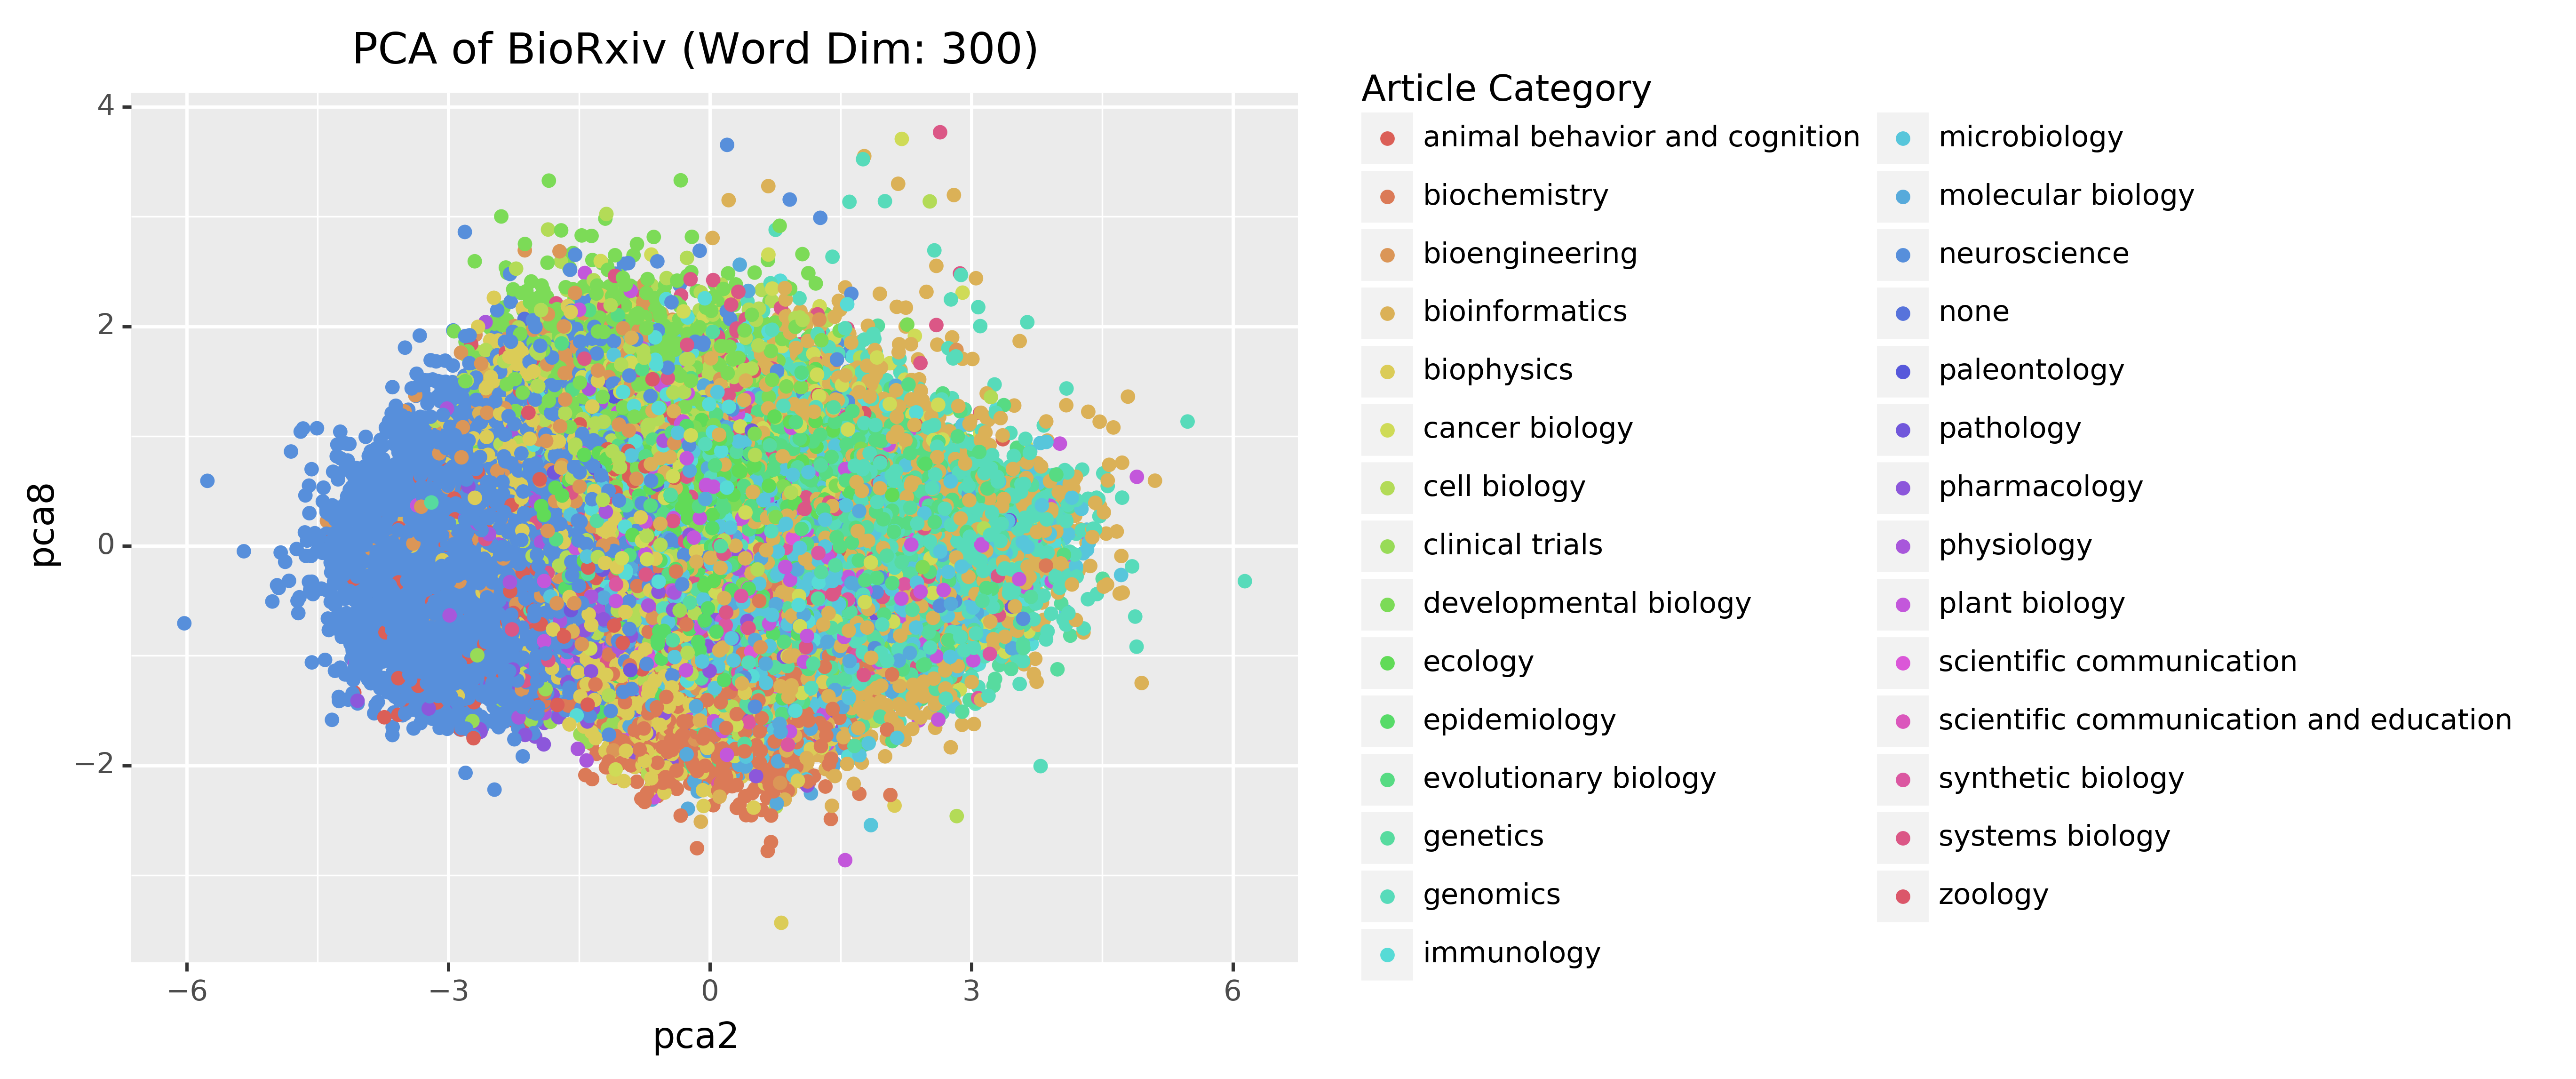 PCA of BioRxiv (Word Dim: 300)
4
2
0
−2
pca8
−6
−3
0
3
6
pca2
Article Category
animal behavior and cognition
biochemistry
bioengineering
bioinformatics
biophysics
cancer biology
cell biology
clinical trials
developmental biology
ecology
epidemiology
evolutionary biology
genetics
genomics
immunology
microbiology
molecular biology
neuroscience
none
paleontology
pathology
pharmacology
physiology
plant biology
scientific communication
scientific communication and education
synthetic biology
systems biology
zoology